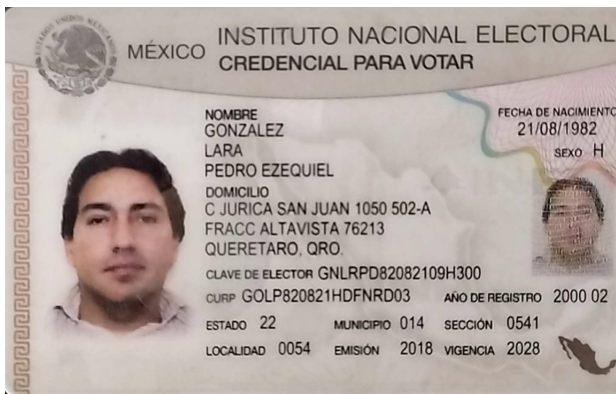 MÉXICO
INSTITUTO NACIONAL ELECTORAL
CREDENCIAL PARA VOTAR
NOMBRE
GONZALEZ
LARA
PEDRO EZEQUIEL
FECHA DE NACIMIENTO
21/08/1982
SEXO H
DOMICILIO
C JURICA SAN JUAN 1050 502-A
FRACC ALTAVISTA 76213
QUERETARO, QRO.
CLAVE DE ELECTOR GNLRPD82082109H300
CURP GOLP820821HDFNRD03 AÑO DE REGISTRO 2000 02
ESTADO 22 MUNICIPIO 014 SECCIÓN 0541
LOCALIDAD 0054 EMISIÓN 2018 VIGENCIA 2028